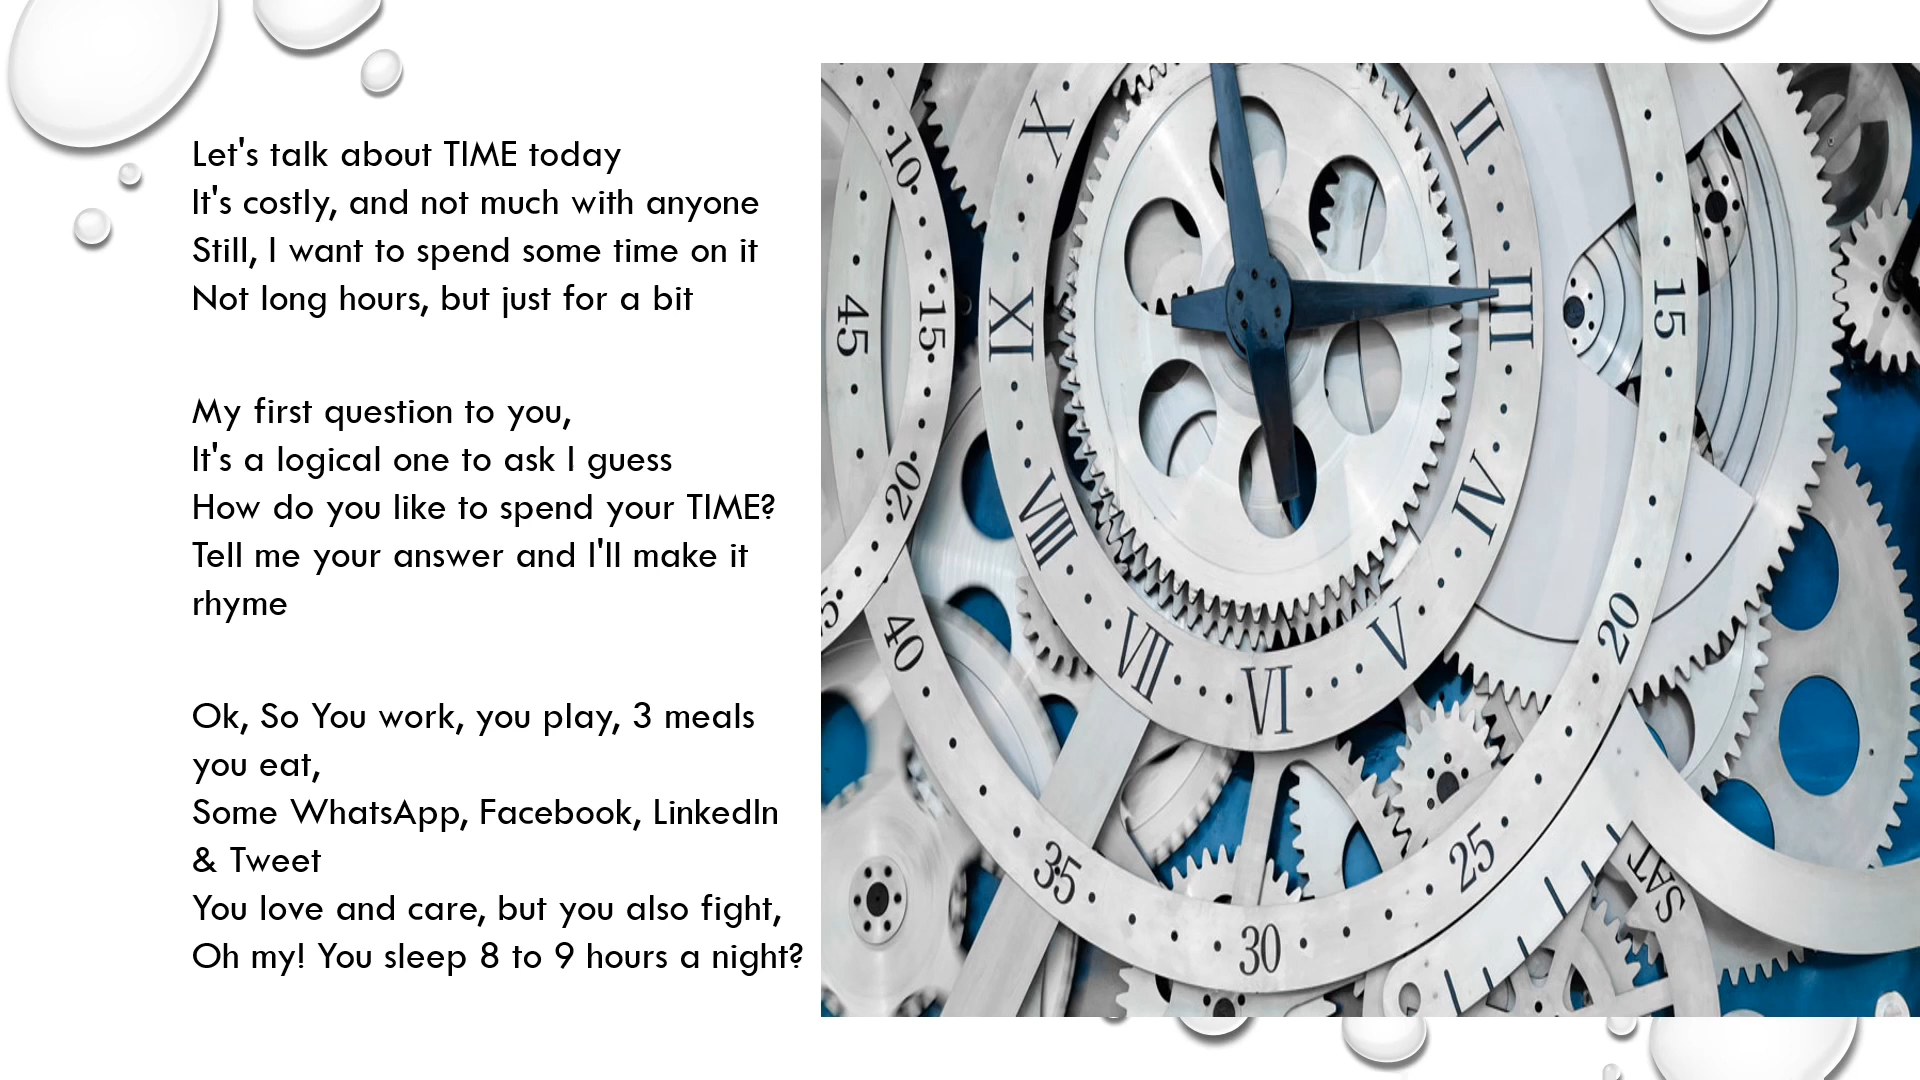 Let's talk about TIME today
It's costly, and not much with anyone
Still, I want to spend some time on it
Not long hours, but just for a bit
My first question to you,
It's a logical one to ask I guess
How do you like to spend your TIME?
Tell me your answer and I'll make it
rhyme
Ok, So You work, you play, 3 meals
you eat,
Some WhatsApp, Facebook, LinkedIn
& Tweet
You love and care, but you also fight,
Oh my! You sleep 8 to 9 hours a night?
10
15
20
45
40
35
30
25
20
15
X
IX
VIII
VII
VI
V
IV
III
II
SAT